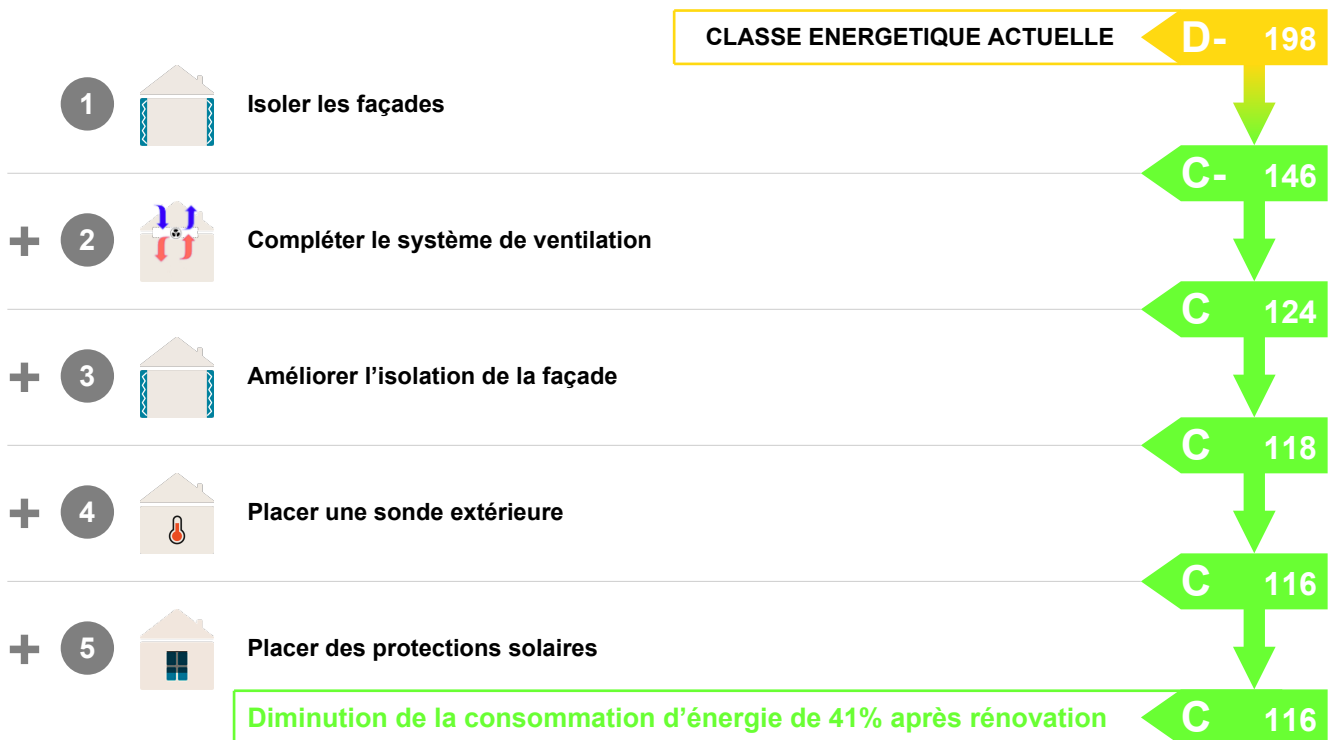 CLASSE ENERGETIQUE ACTUELLE D- 198
1 Isoler les façades
C- 146
+ 2 Compléter le système de ventilation
C 124
+ 3 Améliorer l’isolation de la façade
C 118
+ 4 Placer une sonde extérieure
C 116
+ 5 Placer des protections solaires
Diminution de la consommation d’énergie de 41% après rénovation C 116